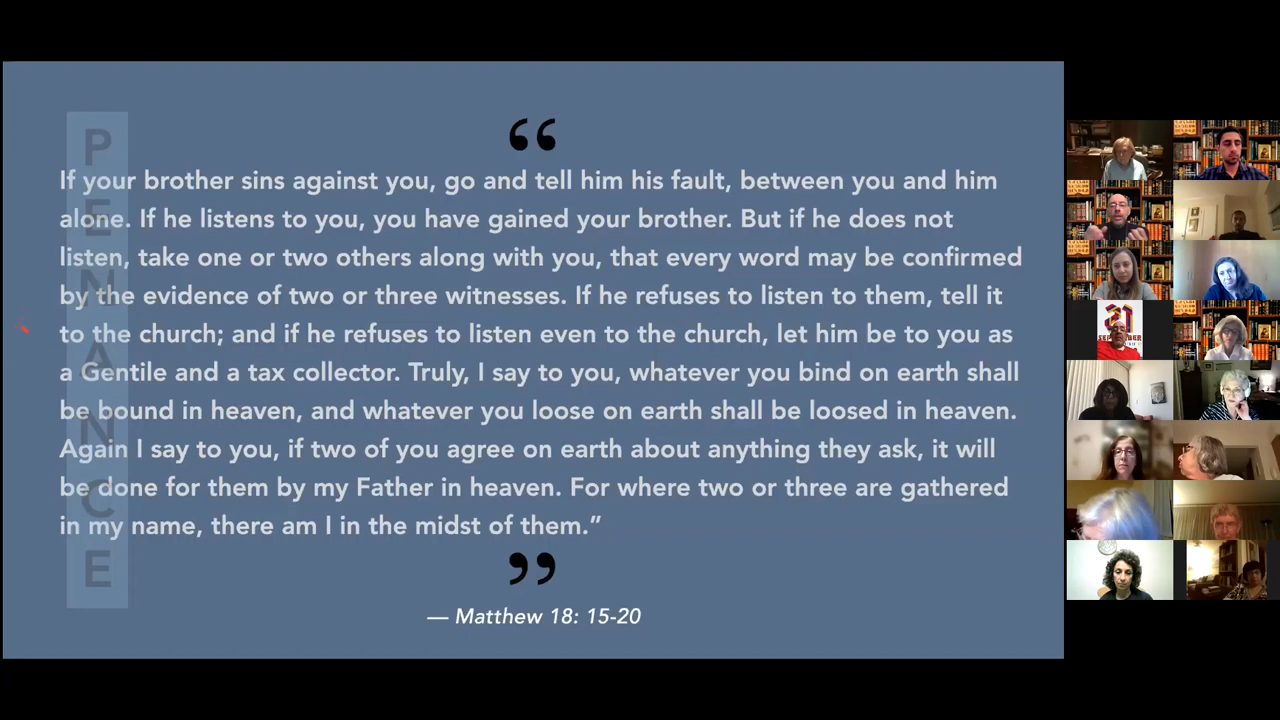 PENANCE
“
If your brother sins against you, go and tell him his fault, between you and him
alone. If he listens to you, you have gained your brother. But if he does not
listen, take one or two others along with you, that every word may be confirmed
by the evidence of two or three witnesses. If he refuses to listen to them, tell it
to the church; and if he refuses to listen even to the church, let him be to you as
a Gentile and a tax collector. Truly, I say to you, whatever you bind on earth shall
be bound in heaven, and whatever you loose on earth shall be loosed in heaven.
Again I say to you, if two of you agree on earth about anything they ask, it will
be done for them by my Father in heaven. For where two or three are gathered
in my name, there am I in the midst of them.”
”
— Matthew 18: 15-20
21